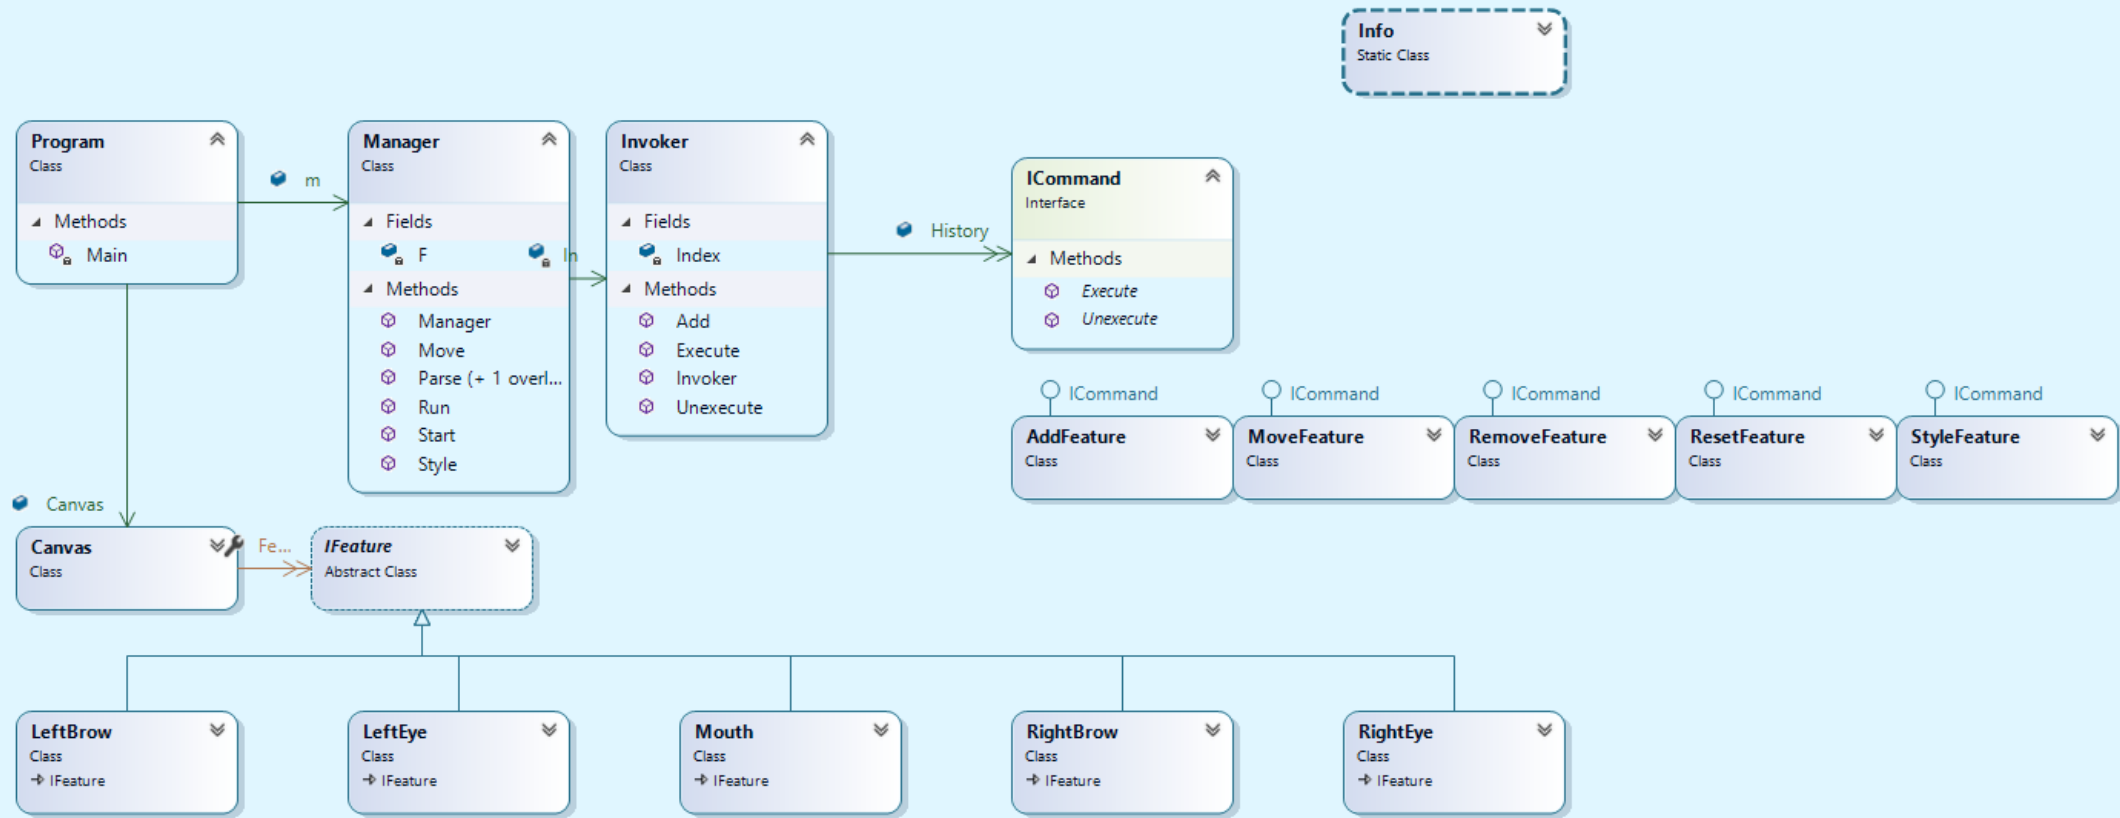 Info
Static Class
Program
Class
Methods
Main
m
Manager
Class
Fields
F
In
Methods
Manager
Move
Parse (+ 1 overl...
Run
Start
Style
Invoker
Class
Fields
Index
Methods
Add
Execute
Invoker
Unexecute
History
ICommand
Interface
Methods
Execute
Unexecute
ICommand
AddFeature
Class
ICommand
MoveFeature
Class
ICommand
RemoveFeature
Class
ICommand
ResetFeature
Class
ICommand
StyleFeature
Class
Canvas
Canvas
Class
Fe...
IFeature
Abstract Class
LeftBrow
Class
IFeature
LeftEye
Class
IFeature
Mouth
Class
IFeature
RightBrow
Class
IFeature
RightEye
Class
IFeature